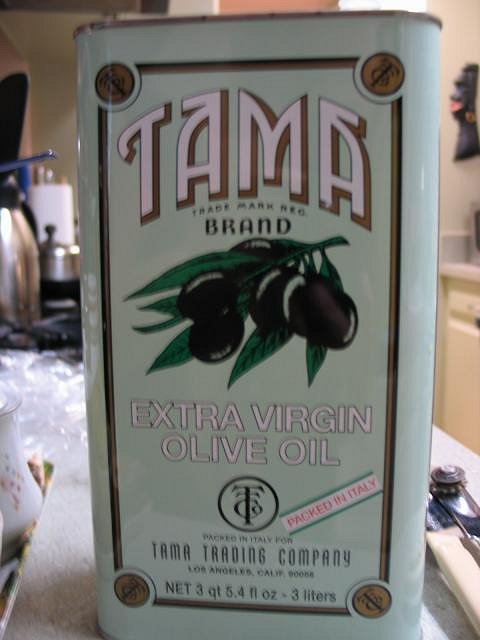 TAMA
TRADE MARK REG.
BRAND
EXTRA VIRGIN
OLIVE OIL
PACKED IN ITALY
PACKED IN ITALY FOR
TAMA TRADING COMPANY
LOS ANGELES, CALIF. 90058
NET 3 qt 5.4 fl oz - 3 liters